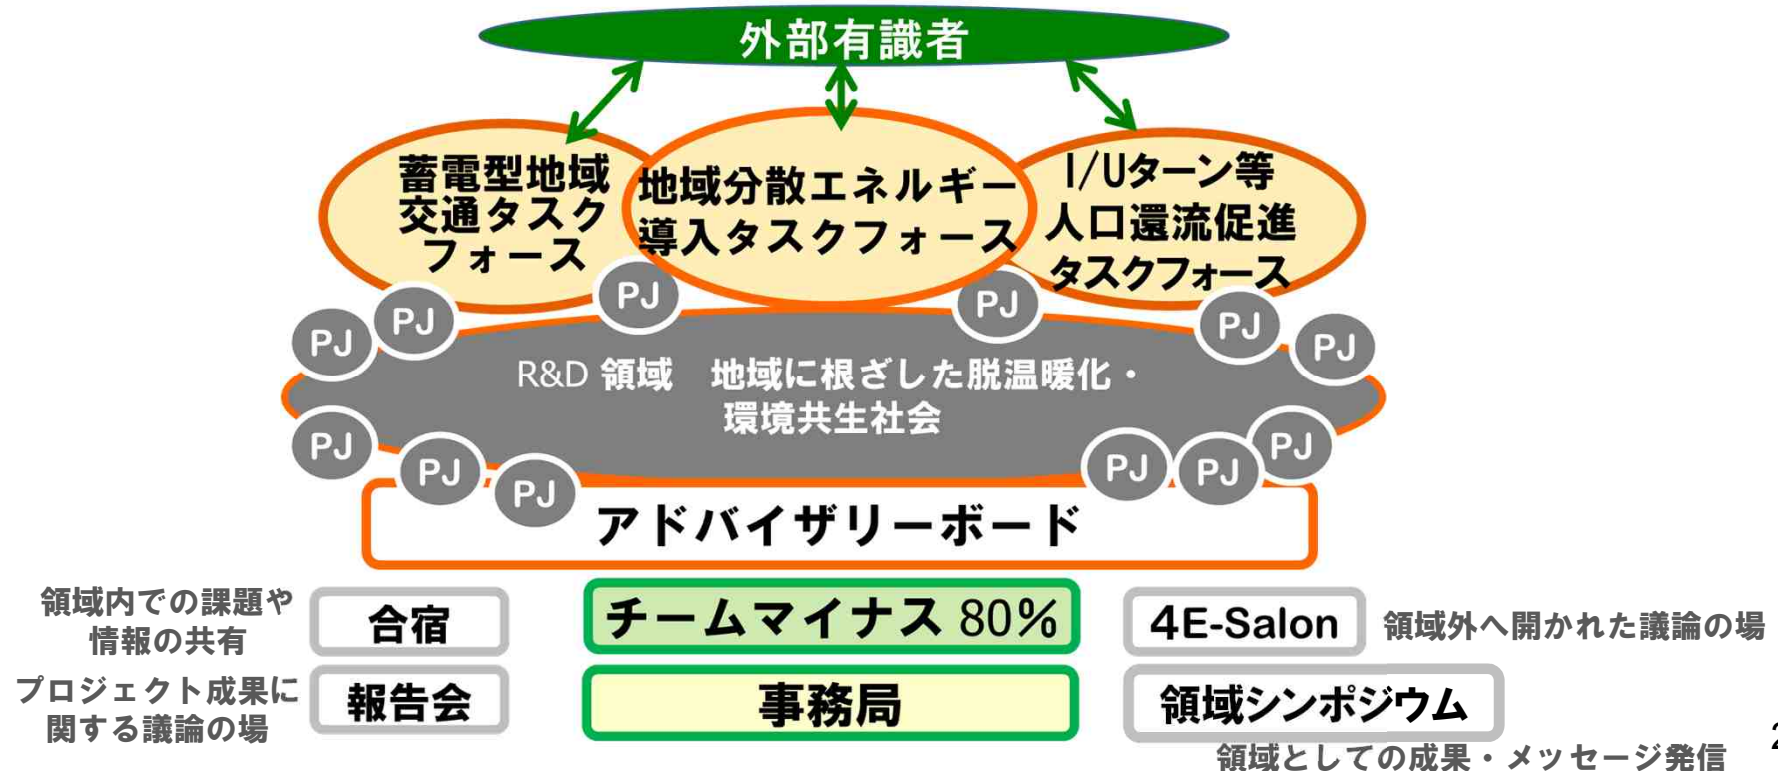 外部有識者
蓄電型地域
交通タスク
フォース
地域分散エネルギー
導入タスクフォース
I/Uターン等
人口還流促進
タスクフォース
PJ
PJ
PJ
PJ
PJ
PJ
R&D 領域　地域に根ざした脱温暖化・
環境共生社会
PJ
PJ
PJ
PJ
PJ
PJ
アドバイザリーボード
領域内での課題や
情報の共有
合宿
チームマイナス 80%
4E-Salon
領域外へ開かれた議論の場
プロジェクト成果に
関する議論の場
報告会
事務局
領域シンポジウム
領域としての成果・メッセージ発信